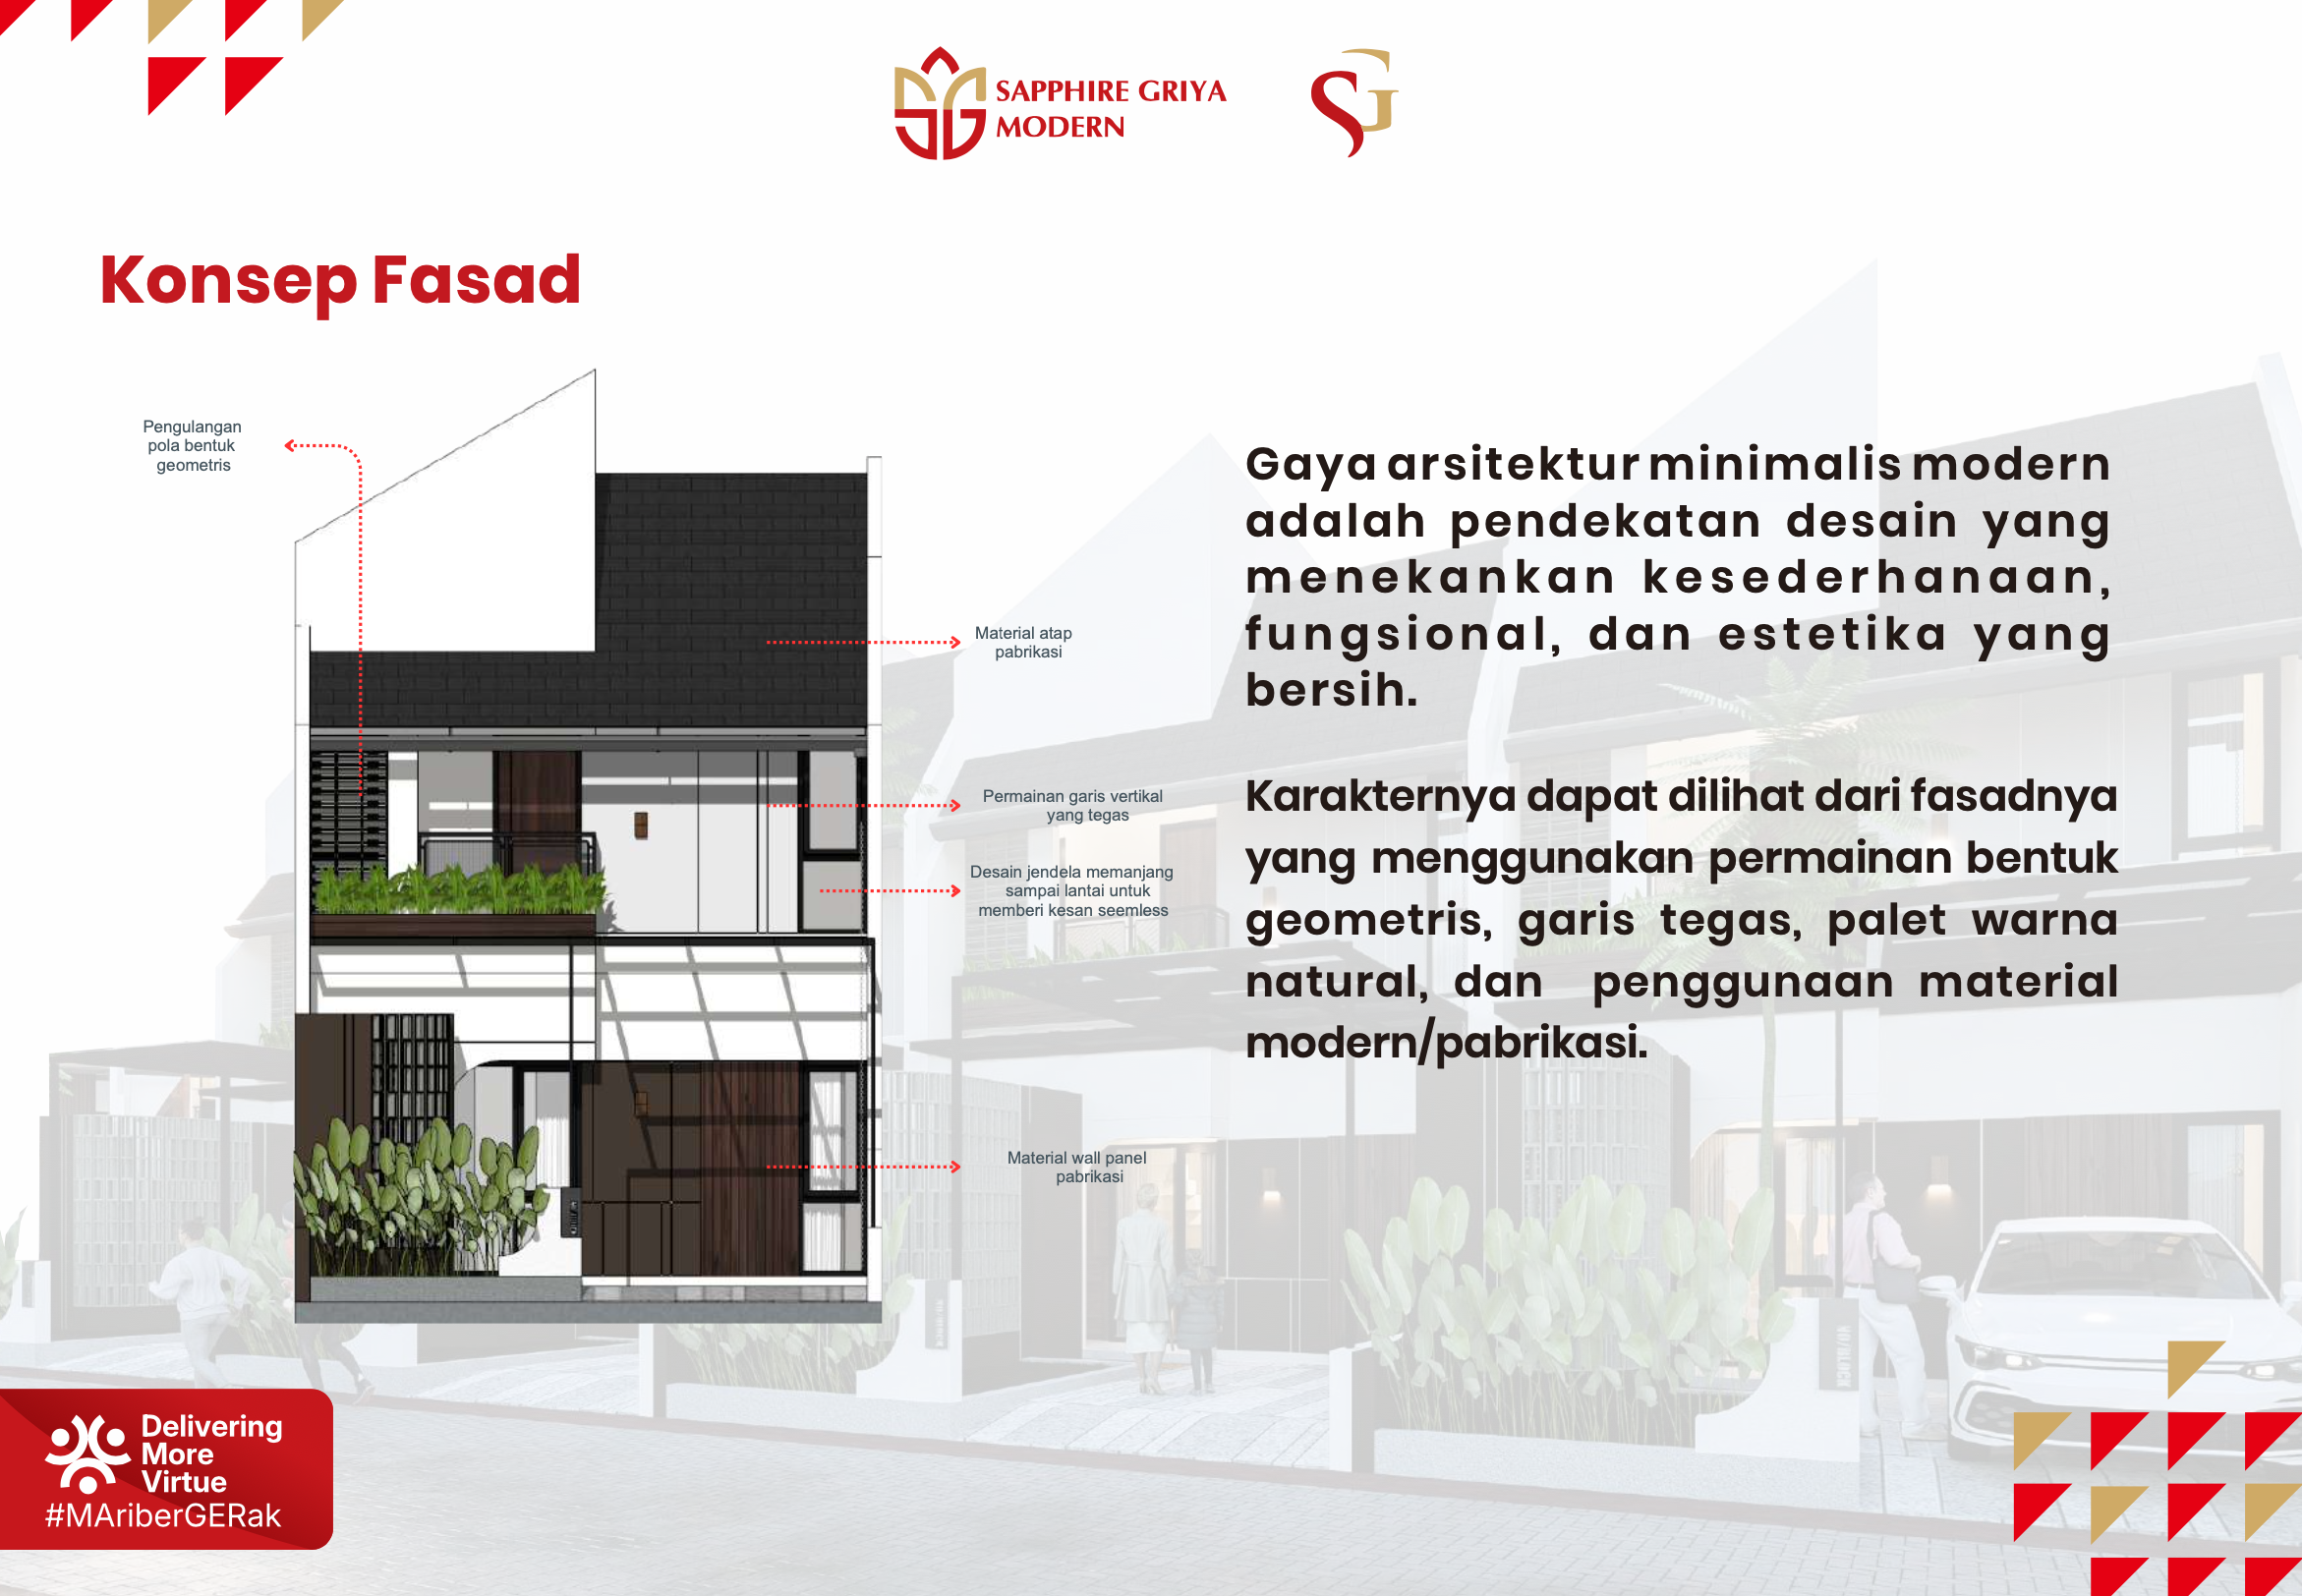 SAPPHIRE GRIYA
MODERN
SG
Konsep Fasad
Pengulangan
pola bentuk
geometris
Material atap
pabrikasi
Permainan garis vertikal
yang tegas
Desain jendela memanjang
sampai lantai untuk
memberi kesan seemless
Material wall panel
pabrikasi
Gaya arsitektur minimalis modern
adalah pendekatan desain yang
menekankan kesederhanaan,
fungsional, dan estetika yang
bersih.
Karakternya dapat dilihat dari fasadnya
yang menggunakan permainan bentuk
geometris, garis tegas, palet warna
natural, dan penggunaan material
modern/pabrikasi.
Delivering
More
Virtue
#MAriberGERak